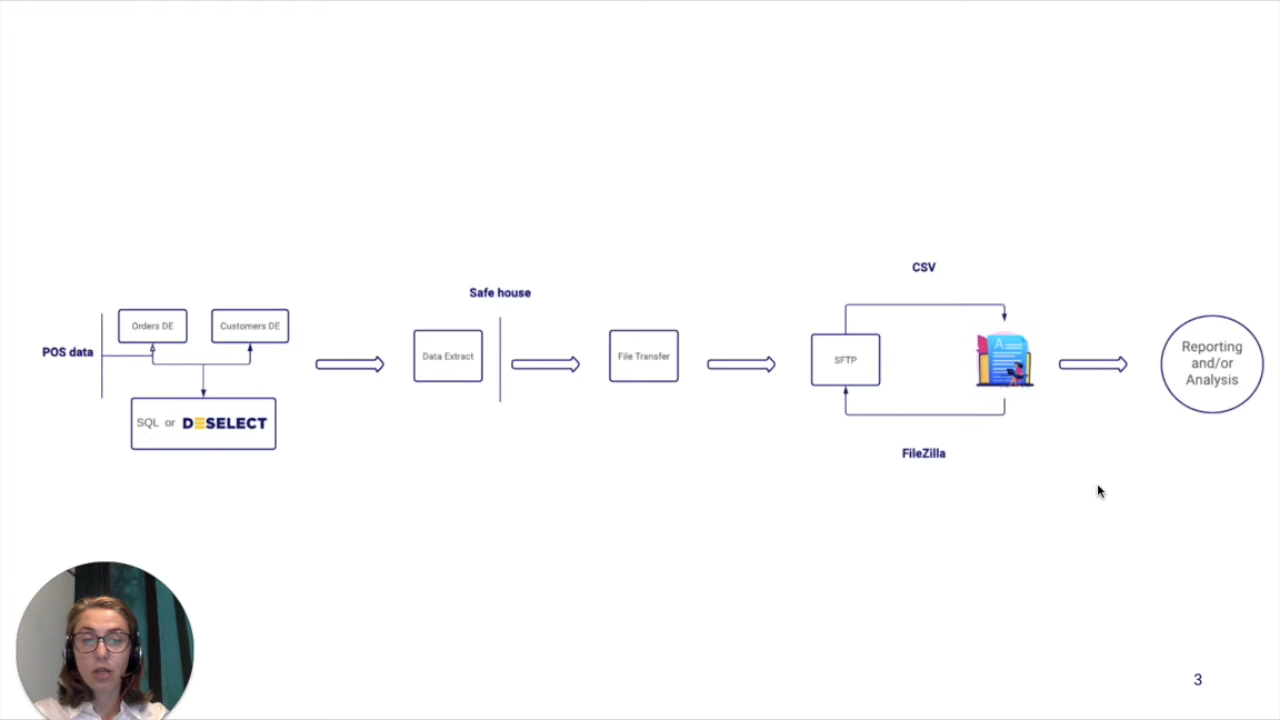 POS data
Orders DE
Customers DE
SQL or DESELECT
Safe house
Data Extract
File Transfer
CSV
SFTP
A
FileZilla
Reporting
and/or
Analysis
3